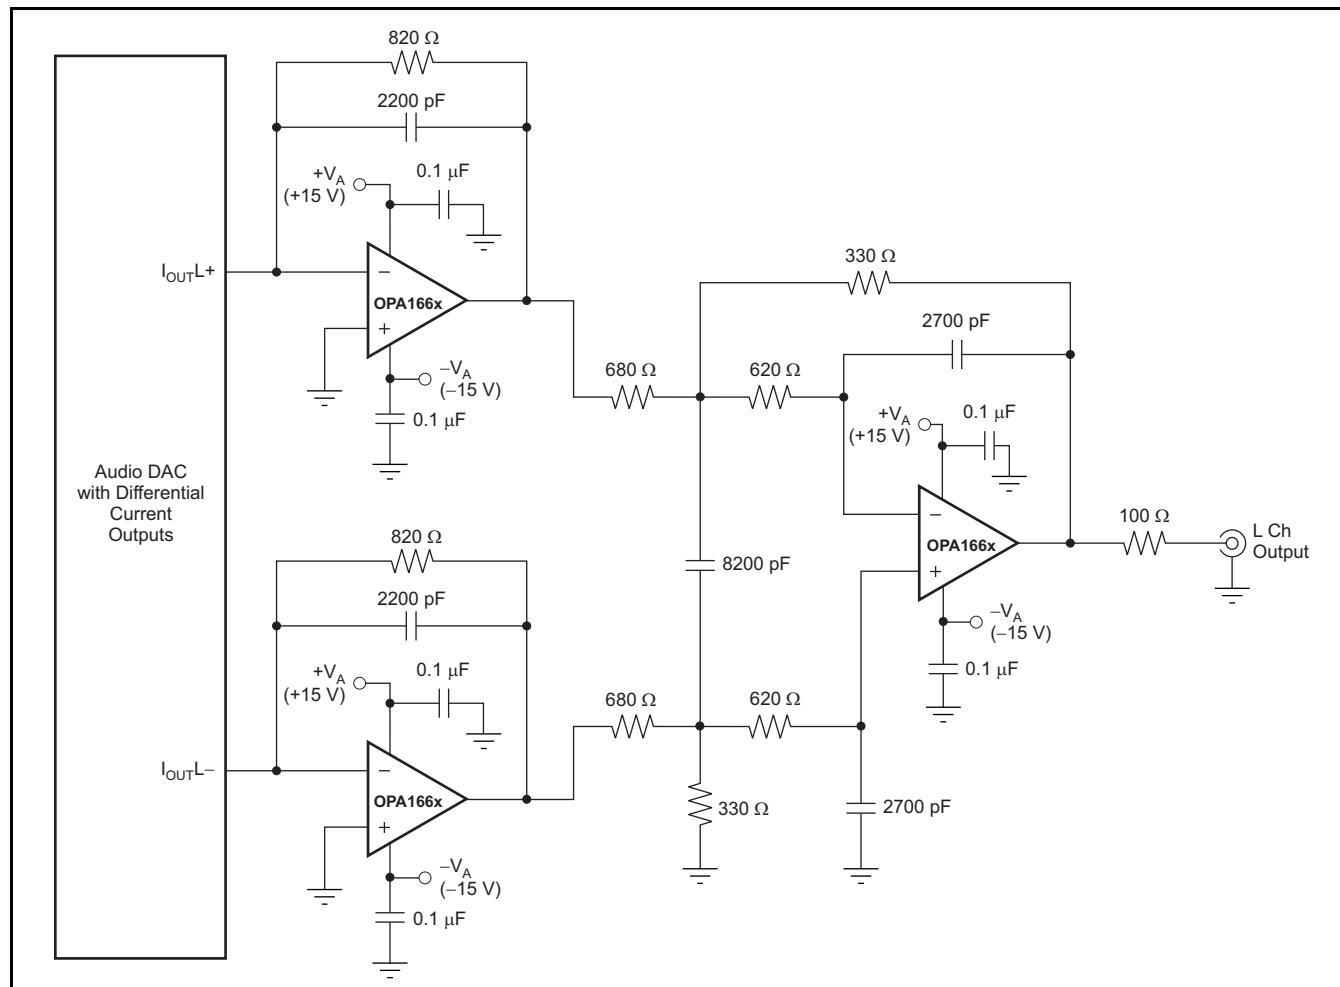 820 Ω
2200 pF
+VA
(+15 V)
0.1 µF
IOUTL+
−
OPA166x
+
−VA
(−15 V)
0.1 µF
330 Ω
2700 pF
680 Ω
620 Ω
+VA
(+15 V)
0.1 µF
Audio DAC
with Differential
Current
Outputs
−
OPA166x
+
100 Ω
L Ch
Output
8200 pF
−VA
(−15 V)
0.1 µF
820 Ω
2200 pF
+VA
(+15 V)
0.1 µF
680 Ω
620 Ω
IOUTL−
−
OPA166x
+
330 Ω
2700 pF
−VA
(−15 V)
0.1 µF